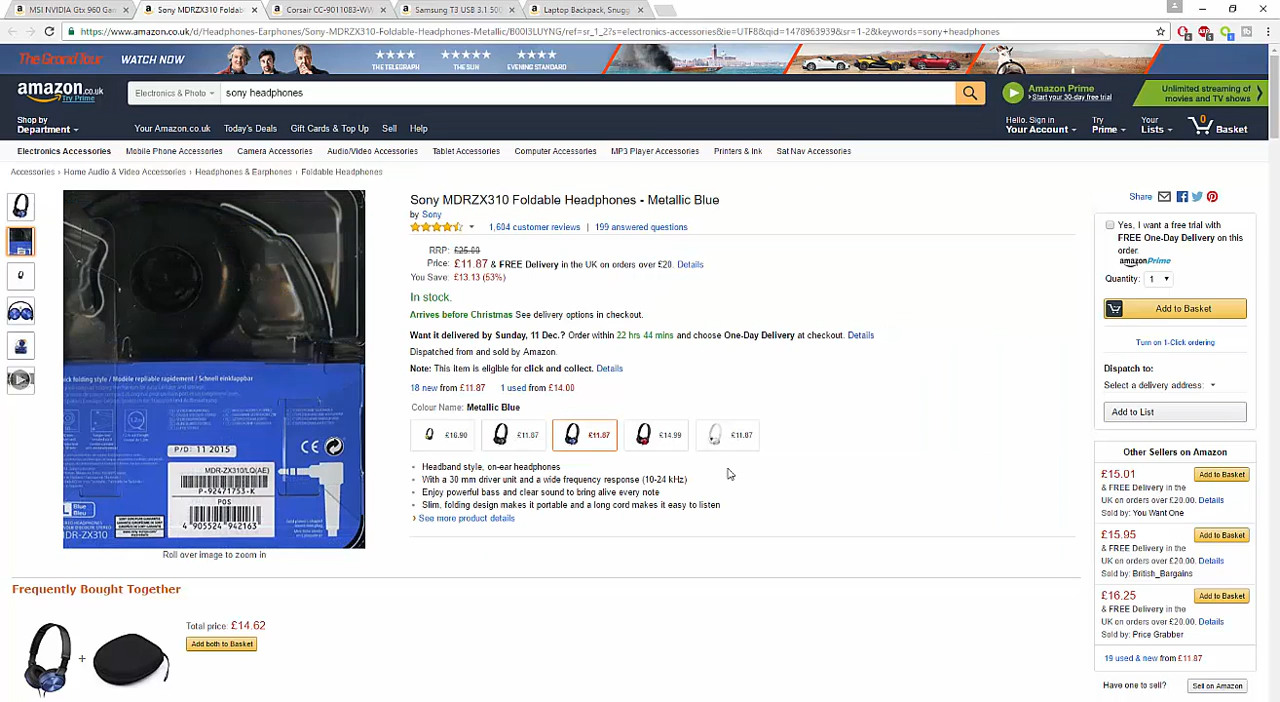 MSI NVIDIA Gtx 960 Gam
Sony MDRZX310 Foldab
Corsair CC-9011083-WW
Samsung T3 USB 3.1 500
Laptop Backpack, Snugg
https://www.amazon.co.uk/d/Headphones-Earphones/Sony-MDRZX310-Foldable-Headphones-Metallic/B00I3LUYNG/ref=sr_1_2?s=electronics-accessories&ie=UTF8&qid=1478963939&sr=1-2&keywords=sony+headphones
The Grand Tour WATCH NOW
★★★★ THE TELEGRAPH
★★★★★ THE SUN
★★★★ EVENING STANDARD
amazon.co.uk
Try Prime
Electronics & Photo
sony headphones
Amazon Prime
Start your 30-day free trial
Unlimited streaming of
movies and TV shows
Shop by
Department
Your Amazon.co.uk Today's Deals Gift Cards & Top Up Sell Help
Hello. Sign in
Your Account
Try
Prime
Your
Lists
0
Basket
Electronics Accessories Mobile Phone Accessories Camera Accessories Audio/Video Accessories Tablet Accessories Computer Accessories MP3 Player Accessories Printers & Ink Sat Nav Accessories
Accessories › Home Audio & Video Accessories › Headphones & Earphones › Foldable Headphones
Sony MDRZX310 Foldable Headphones - Metallic Blue
by Sony
1,604 customer reviews | 199 answered questions
RRP: £25.00
Price: £11.87 & FREE Delivery in the UK on orders over £20. Details
You Save: £13.13 (53%)
In stock.
Arrives before Christmas See delivery options in checkout.
Want it delivered by Sunday, 11 Dec.? Order within 22 hrs 44 mins and choose One-Day Delivery at checkout. Details
Dispatched from and sold by Amazon.
Note: This item is eligible for click and collect. Details
18 new from £11.87 1 used from £14.00
Colour Name: Metallic Blue
£16.90
£11.87
£14.99
£11.87
Headband style, on-ear headphones
With a 30 mm driver unit and a wide frequency response (10-24 kHz)
Enjoy powerful bass and clear sound to bring alive every note
Slim, folding design makes it portable and a long cord makes it easy to listen
› See more product details
ick folding style / Modèle repliable rapidement / Schnell einklappbar
P/D: 11 2015
MDR-ZX310/LQ(AE)
P-92471753-K
POS
4 905524 942163
Blue
Bleu
DR-ZX310
CE
Roll over image to zoom in
Share
Yes, I want a free trial with
FREE One-Day Delivery on this
order.
amazonPrime
Quantity: 1
Add to Basket
Turn on 1-Click ordering
Dispatch to:
Select a delivery address:
Add to List
Other Sellers on Amazon
£15.01
Add to Basket
& FREE Delivery in the
UK on orders over £20.00. Details
Sold by: You Want One
£15.95
Add to Basket
& FREE Delivery in the
UK on orders over £20.00. Details
Sold by: British_Bargains
£16.25
Add to Basket
& FREE Delivery in the
UK on orders over £20.00. Details
Sold by: Price Grabber
19 used & new from £11.87
Have one to sell?
Sell on Amazon
Frequently Bought Together
+
Total price: £14.62
Add both to Basket